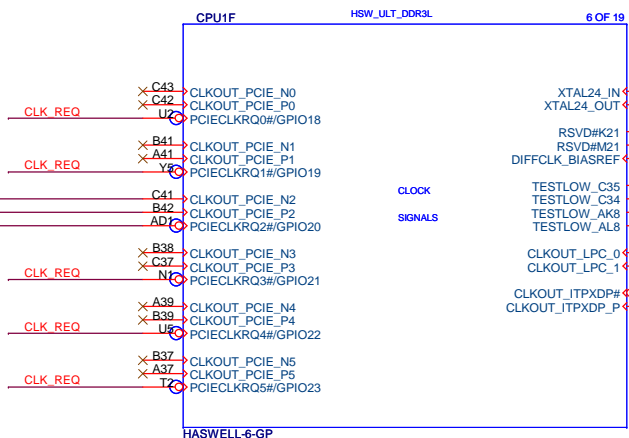 CPU1F HSW_ULT_DDR3L 6 OF 19
C43 CLKOUT_PCIE_N0 XTAL24_IN
C42 CLKOUT_PCIE_P0 XTAL24_OUT
CLK_REQ U2 PCIECLKRQ0#/GPIO18
RSVD#K21
B41 CLKOUT_PCIE_N1 RSVD#M21
A41 CLKOUT_PCIE_P1 DIFFCLK_BIASREF
CLK_REQ Y5 PCIECLKRQ1#/GPIO19
CLOCK TESTLOW_C35
C41 CLKOUT_PCIE_N2 TESTLOW_C34
B42 CLKOUT_PCIE_P2 SIGNALS TESTLOW_AK8
AD1 PCIECLKRQ2#/GPIO20 TESTLOW_AL8
B38 CLKOUT_PCIE_N3 CLKOUT_LPC_0
C37 CLKOUT_PCIE_P3 CLKOUT_LPC_1
CLK_REQ N1 PCIECLKRQ3#/GPIO21
CLKOUT_ITPXDP#
A39 CLKOUT_PCIE_N4 CLKOUT_ITPXDP_P
B39 CLKOUT_PCIE_P4
CLK_REQ U5 PCIECLKRQ4#/GPIO22
B37 CLKOUT_PCIE_N5
A37 CLKOUT_PCIE_P5
CLK_REQ T2 PCIECLKRQ5#/GPIO23
HASWELL-6-GP